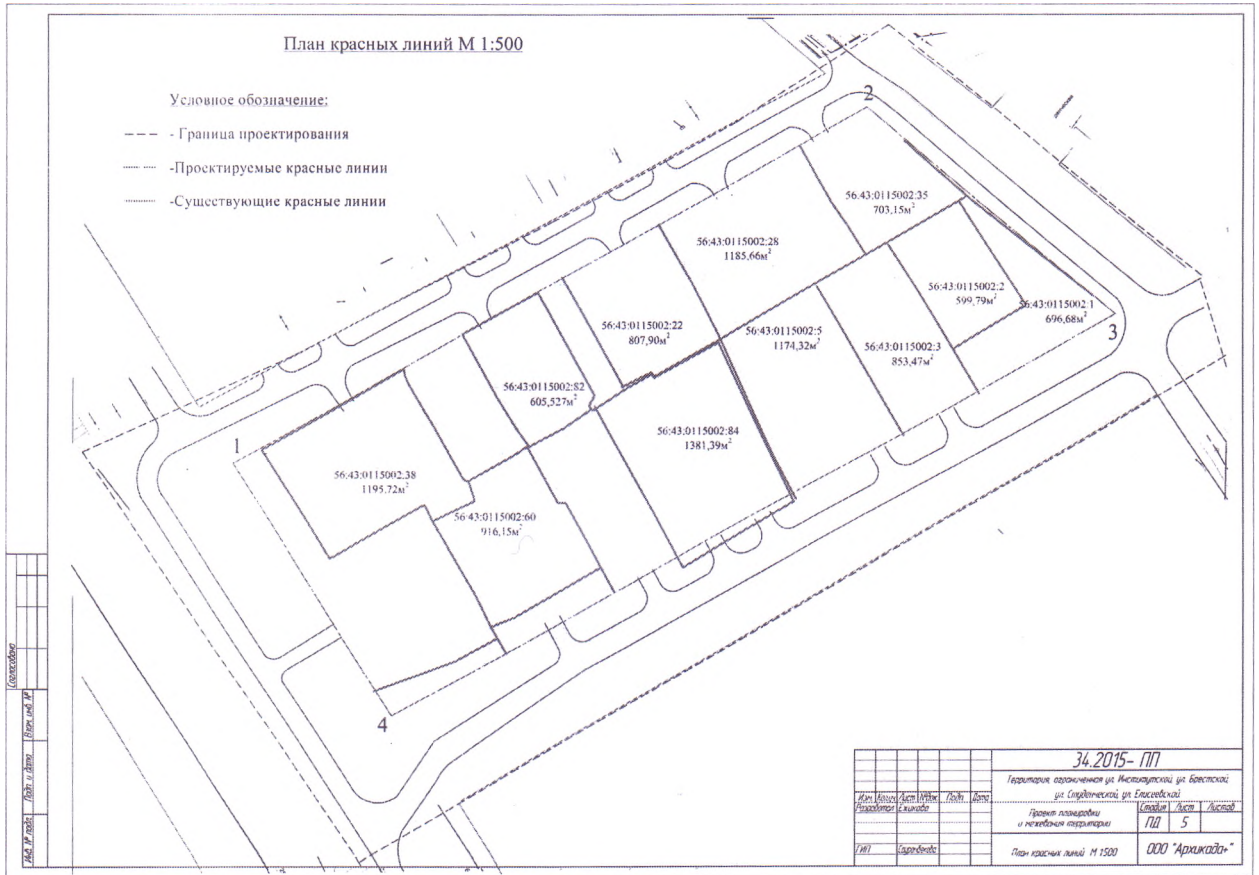 План красных линий М 1:500
Условное обозначение:
- Граница проектирования
-Проектируемые красные линии
-Существующие красные линии
2
56:43:0115002:35
703,15м²
56:43:0115002:28
1185,66м²
56:43:0115002:2
599,79м²
56:43:0115002:1
696,68м²
3
56:43:0115002:22
807,90м²
56:43:0115002:5
1174,32м²
56:43:0115002:3
853,47м²
56:43:0115002:82
605,527м²
56:43:0115002:84
1381,39м²
1
56:43:0115002:38
1195,72м²
56:43:0115002:60
916,15м²
4
Согласовано
Взам. инв. №
Подп. и дата
Инв. № подл.
34.2015- ПП
Территория, ограниченная ул. Институтской, ул. Брестской,
ул. Студенческой, ул. Елисеевской
Изм. Кол.уч Лист №док Подп. Дата
Разработал
Проект планировки
и межевания территории
Стадия Лист Листов
ПД 5
ГИП
План красных линий М 1:500
ООО "Архикада+"